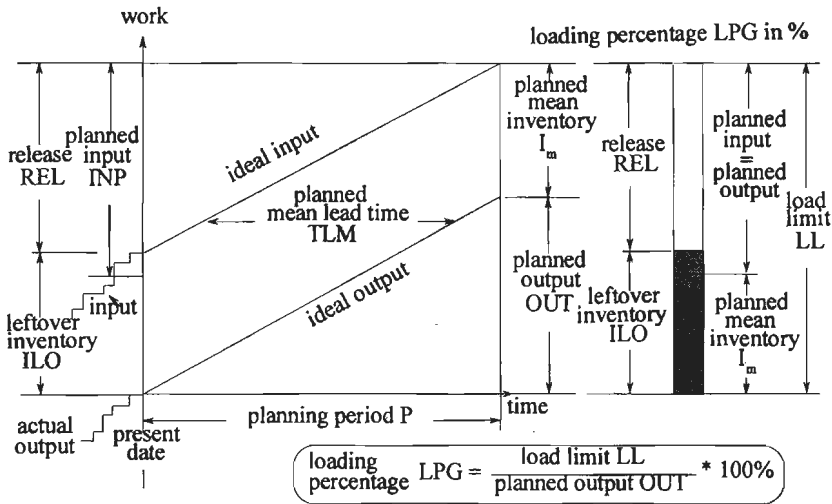 work
loading percentage LPG in %
release
REL
planned
input
INP
ideal input
planned
mean
inventory
Im
planned
mean lead time
TLM
input
leftover
inventory
ILO
ideal output
planned
output
OUT
actual
output
present
date
planning period P
time
release
REL
planned
input
=
planned
output
load
limit LL
leftover
inventory
ILO
planned
mean
inventory
Im
loading
percentage LPG = load limit LL / planned output OUT * 100%